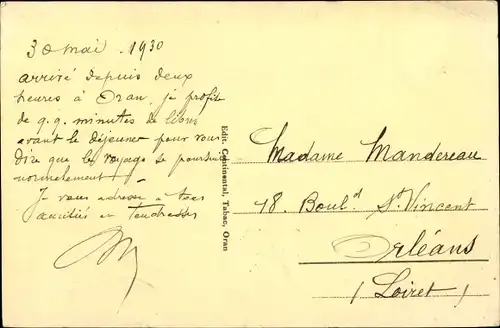 30 mai 1930
arrivé depuis deux
heures à Oran, je profite
de q.q. minutes de libre
avant le déjeuner pour vous
dire que le voyage se poursuit
normalement.
Je vous adresse à tous
amitiés et tendresses
Edit. Continental, Tabac, Oran
Madame Mandereau
18. Boul.d St Vincent
Orléans
(Loiret)